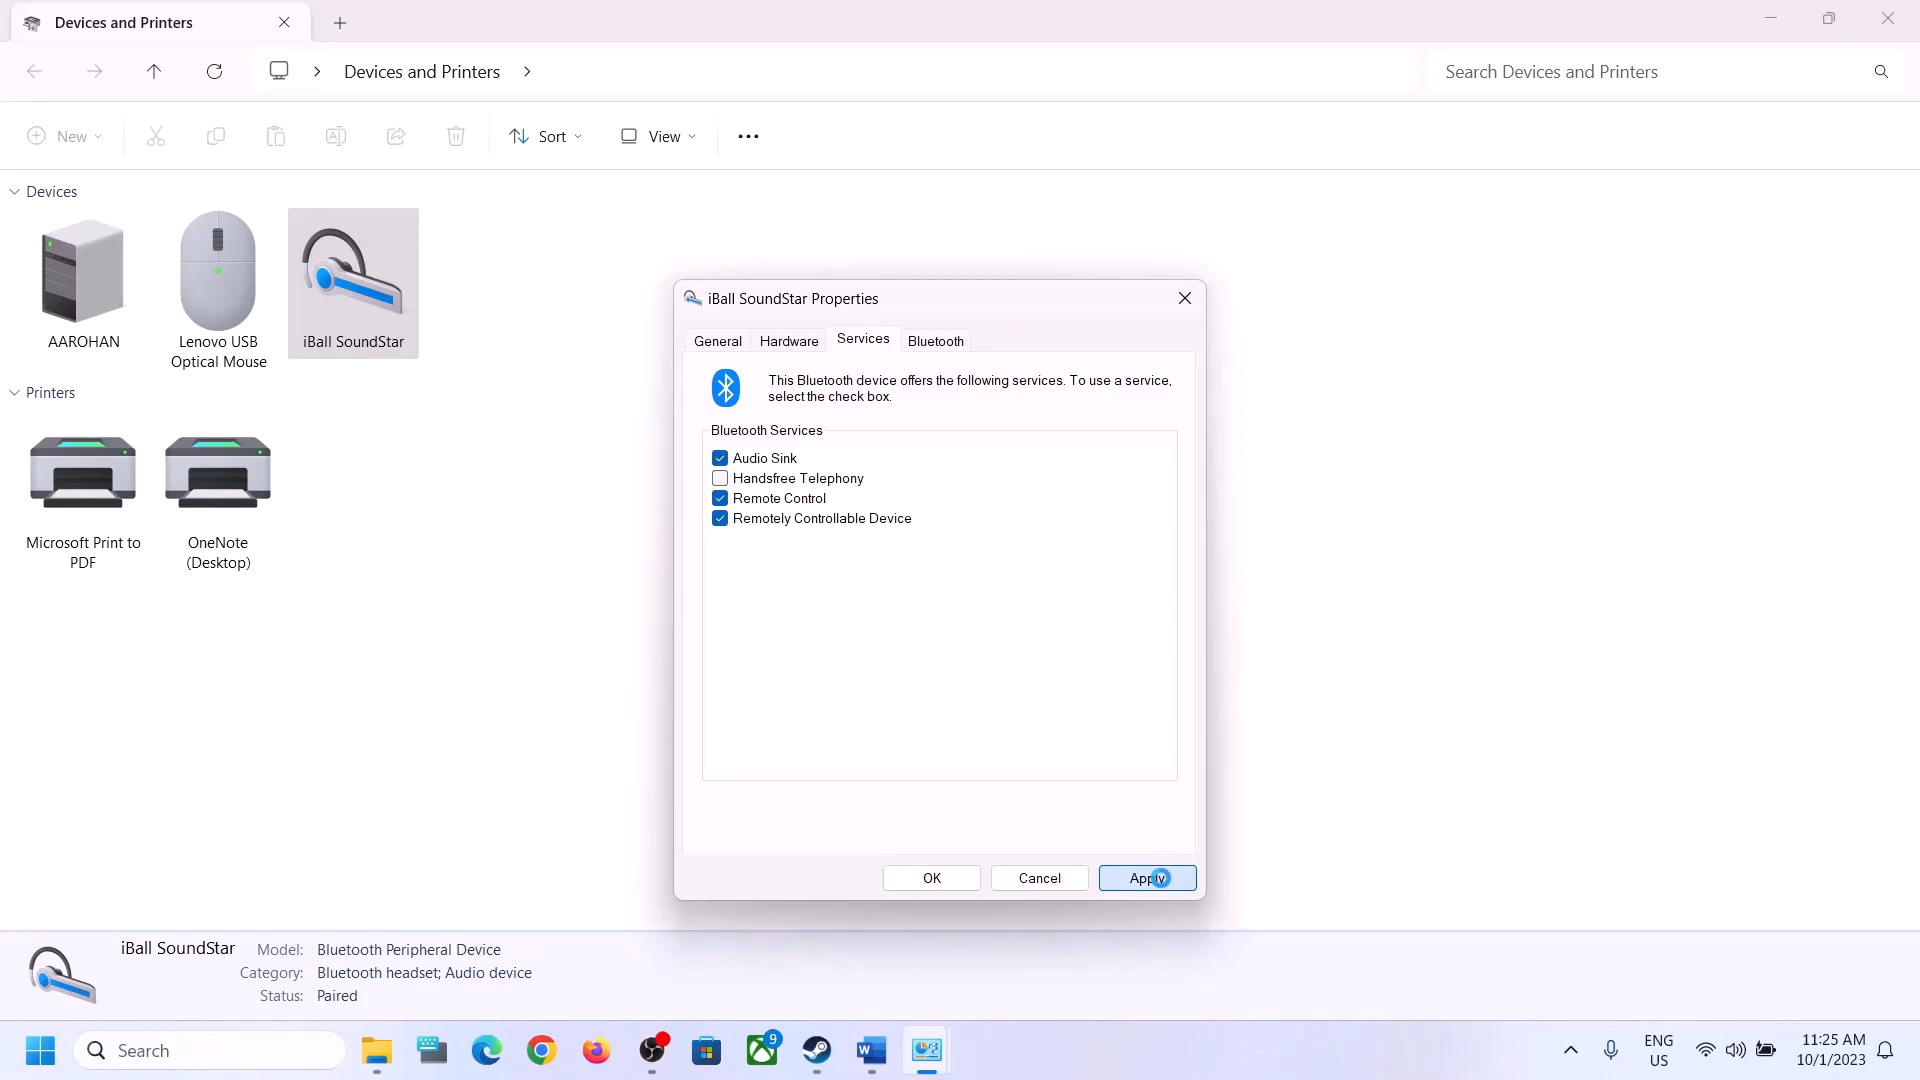 Devices and Printers
Devices and Printers
Search Devices and Printers
New
Sort
View
Devices
AAROHAN
Lenovo USB
Optical Mouse
iBall SoundStar
Printers
Microsoft Print to
PDF
OneNote
(Desktop)
iBall SoundStar Properties
General
Hardware
Services
Bluetooth
This Bluetooth device offers the following services. To use a service,
select the check box.
Bluetooth Services
Audio Sink
Handsfree Telephony
Remote Control
Remotely Controllable Device
OK
Cancel
Apply
iBall SoundStar
Model: Bluetooth Peripheral Device
Category: Bluetooth headset; Audio device
Status: Paired
Search
9
ENG
US
11:25 AM
10/1/2023